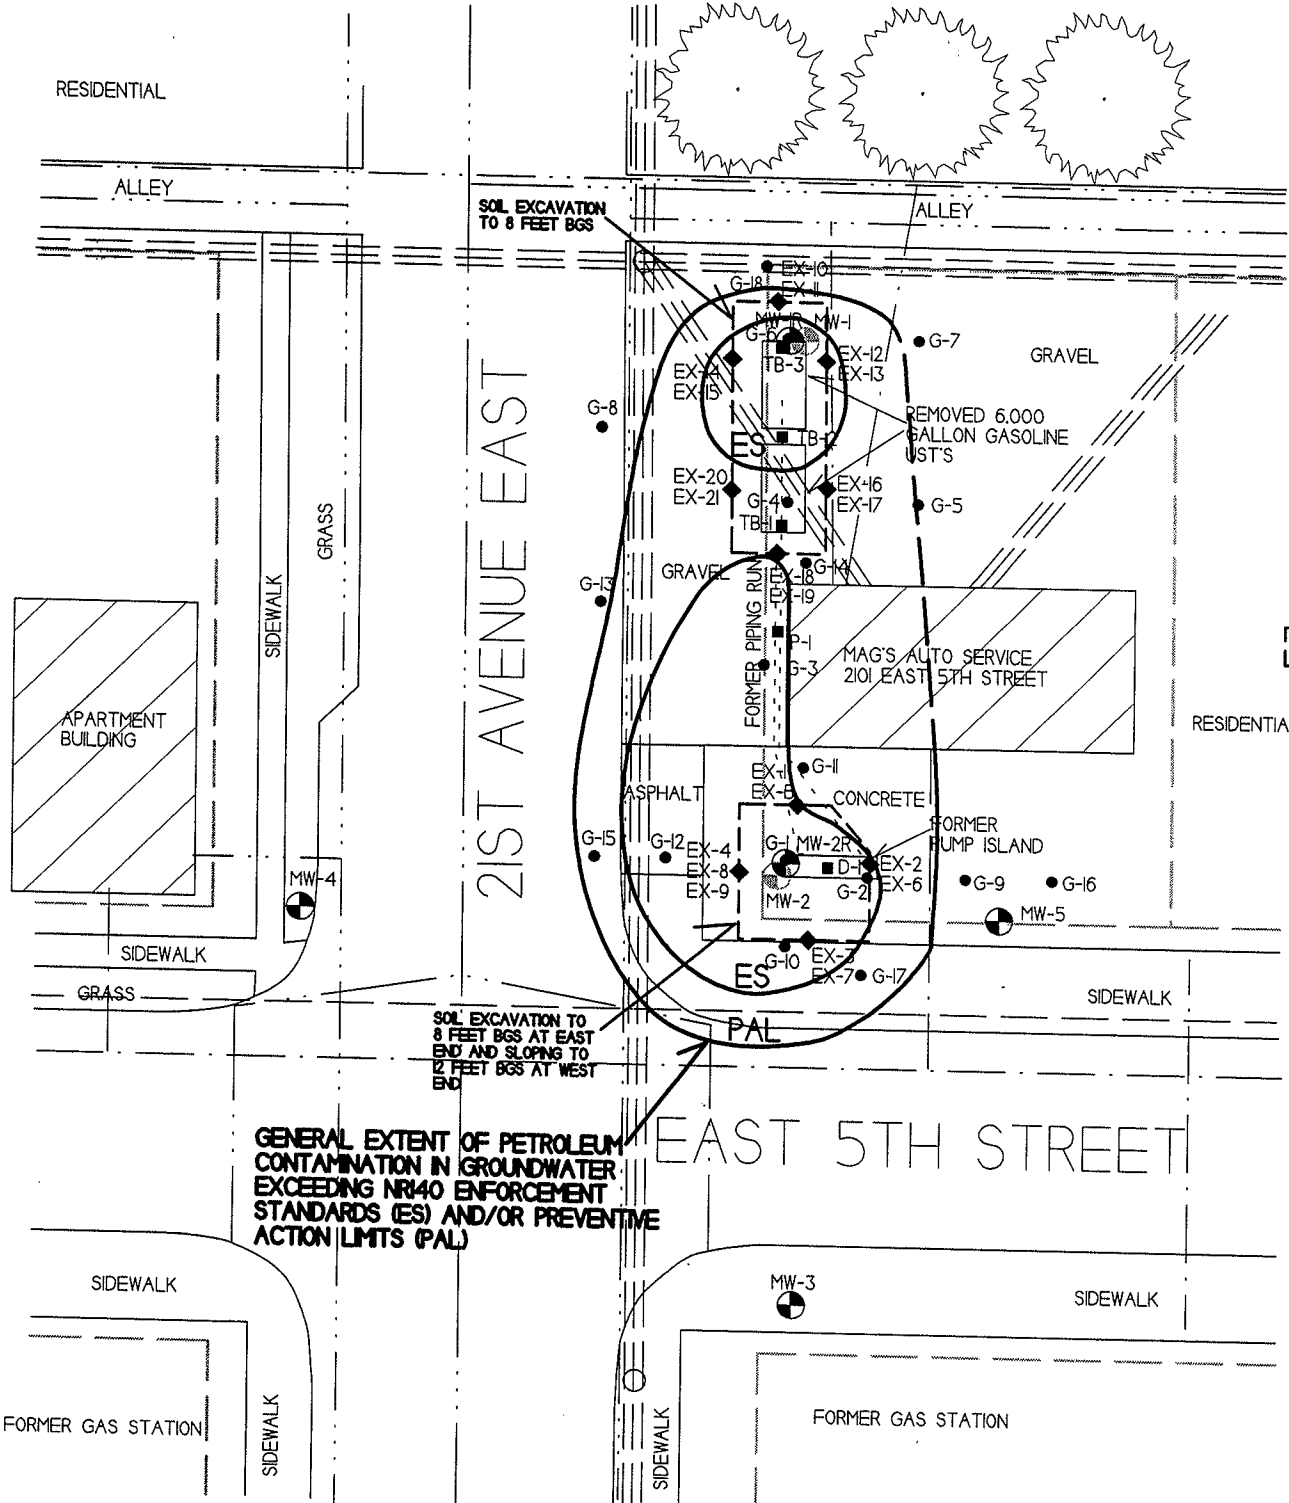 RESIDENTIAL
ALLEY
SOIL EXCAVATION
TO 8 FEET BGS
ALLEY
EX-10
G-18
EX-11
MW-1R
MW-1
G-6
G-7
TB-3
EX-12
EX-13
GRAVEL
EX-14
EX-15
G-8
REMOVED 6,000
GALLON GASOLINE
UST'S
ES
TB-2
EX-20
EX-21
EX-16
EX-17
G-4
G-5
TB-1
GRASS
SIDEWALK
21ST AVENUE EAST
GRAVEL
G-14
EX-18
EX-19
G-13
FORMER PIPING RUN
P-1
G-3
MAG'S AUTO SERVICE
2101 EAST 5TH STREET
APARTMENT
BUILDING
RESIDENTIA
G-11
ASPHALT
CONCRETE
FORMER
PUMP ISLAND
G-15
G-12
EX-4
EX-8
EX-9
G-1
MW-2R
D-1
EX-2
EX-6
G-2
G-9
G-16
MW-4
MW-2
MW-5
SIDEWALK
G-10
EX-3
EX-7
G-17
ES
GRASS
SIDEWALK
SOIL EXCAVATION TO
8 FEET BGS AT EAST
END AND SLOPING TO
12 FEET BGS AT WEST
END
PAL
GENERAL EXTENT OF PETROLEUM
CONTAMINATION IN GROUNDWATER
EXCEEDING NR140 ENFORCEMENT
STANDARDS (ES) AND/OR PREVENTIVE
ACTION LIMITS (PAL)
EAST 5TH STREET
SIDEWALK
MW-3
SIDEWALK
FORMER GAS STATION
SIDEWALK
SIDEWALK
FORMER GAS STATION